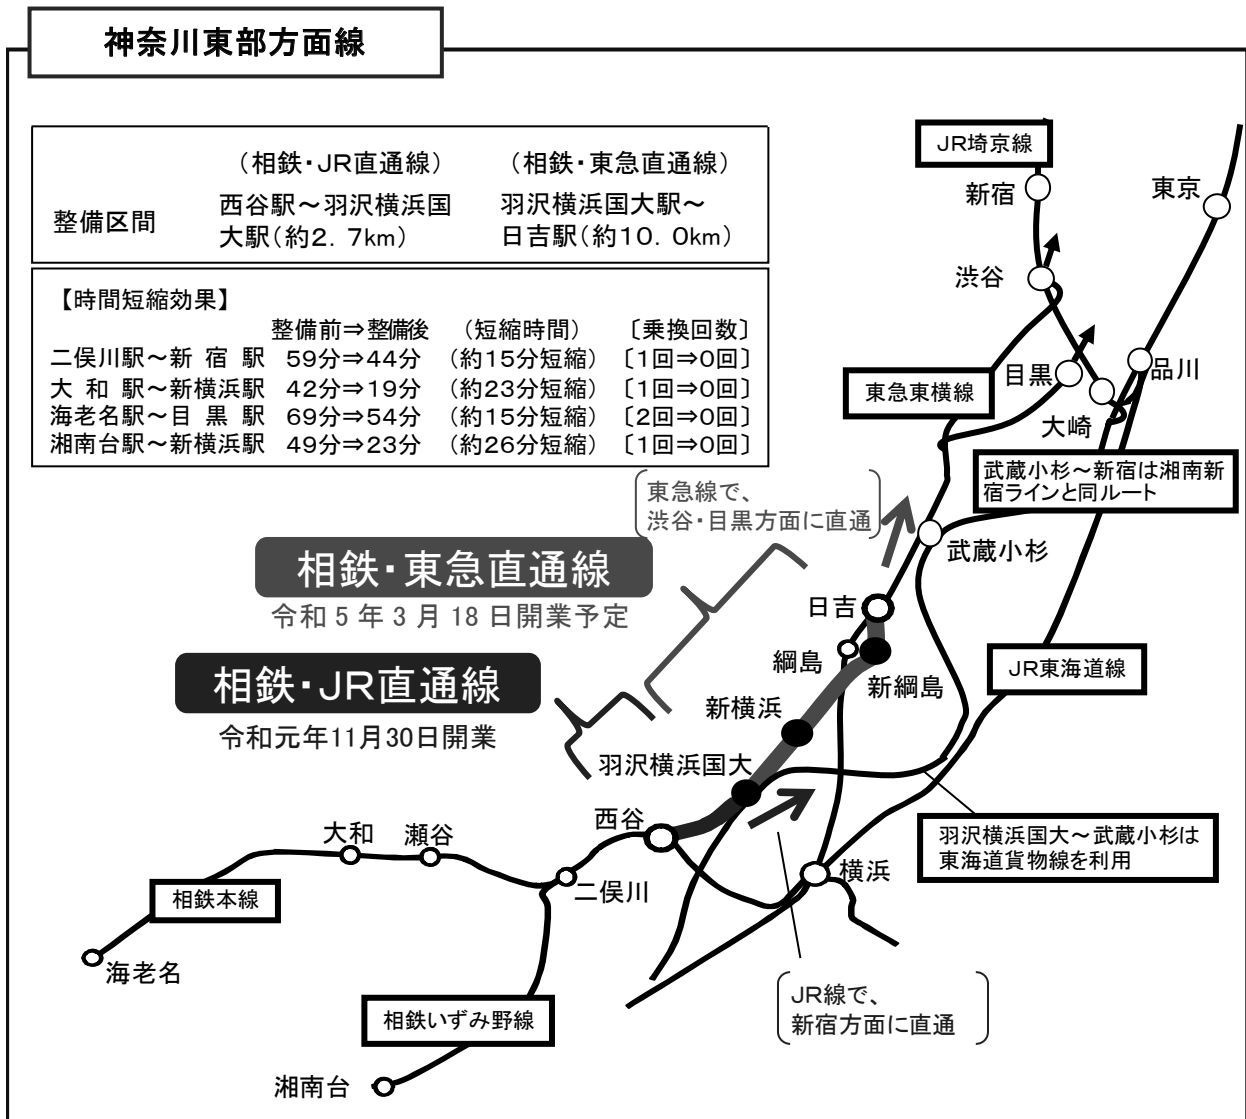 神奈川東部方面線
（相鉄・JR直通線）　（相鉄・東急直通線）
整備区間　西谷駅～羽沢横浜国　羽沢横浜国大駅～
大駅（約2．7km）　日吉駅（約10．0km）
【時間短縮効果】
整備前⇒整備後　（短縮時間）　〔乗換回数〕
二俣川駅～新 宿 駅　59分⇒44分　（約15分短縮）　〔1回⇒0回〕
大 和 駅～新横浜駅　42分⇒19分　（約23分短縮）　〔1回⇒0回〕
海老名駅～目 黒 駅　69分⇒54分　（約15分短縮）　〔2回⇒0回〕
湘南台駅～新横浜駅　49分⇒23分　（約26分短縮）　〔1回⇒0回〕
JR埼京線
新宿
東京
渋谷
目黒
品川
東急東横線
大崎
武蔵小杉～新宿は湘南新
宿ラインと同ルート
東急線で、
渋谷・目黒方面に直通
武蔵小杉
相鉄・東急直通線
令和 5 年 3 月 18 日開業予定
日吉
綱島
新綱島
JR東海道線
相鉄・JR直通線
令和元年11月30日開業
新横浜
羽沢横浜国大
西谷
大和
瀬谷
二俣川
横浜
羽沢横浜国大～武蔵小杉は
東海道貨物線を利用
相鉄本線
海老名
JR線で、
新宿方面に直通
相鉄いずみ野線
湘南台